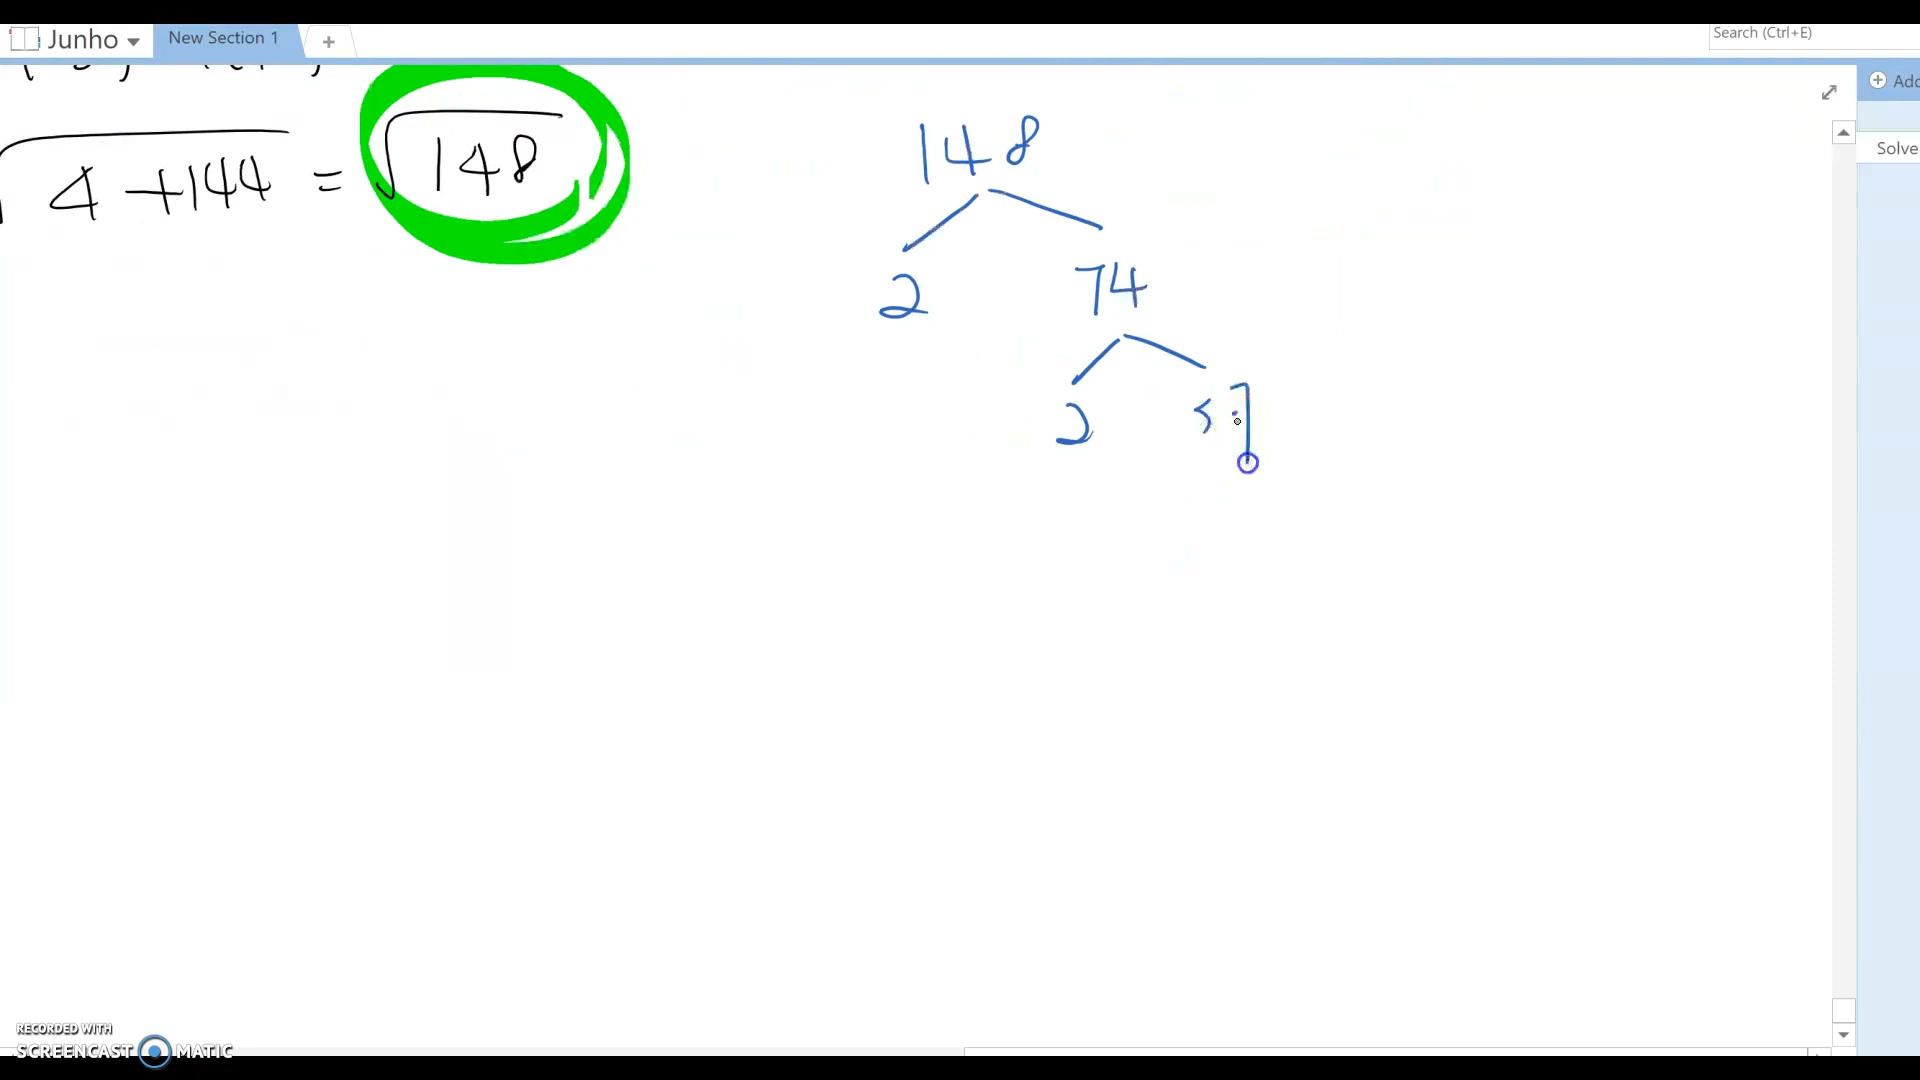 Junho
New Section 1
+
Search (Ctrl+E)
Add
Solve
√4+144 = √148
148
2 74
2 37
RECORDED WITH
SCREENCAST MATIC